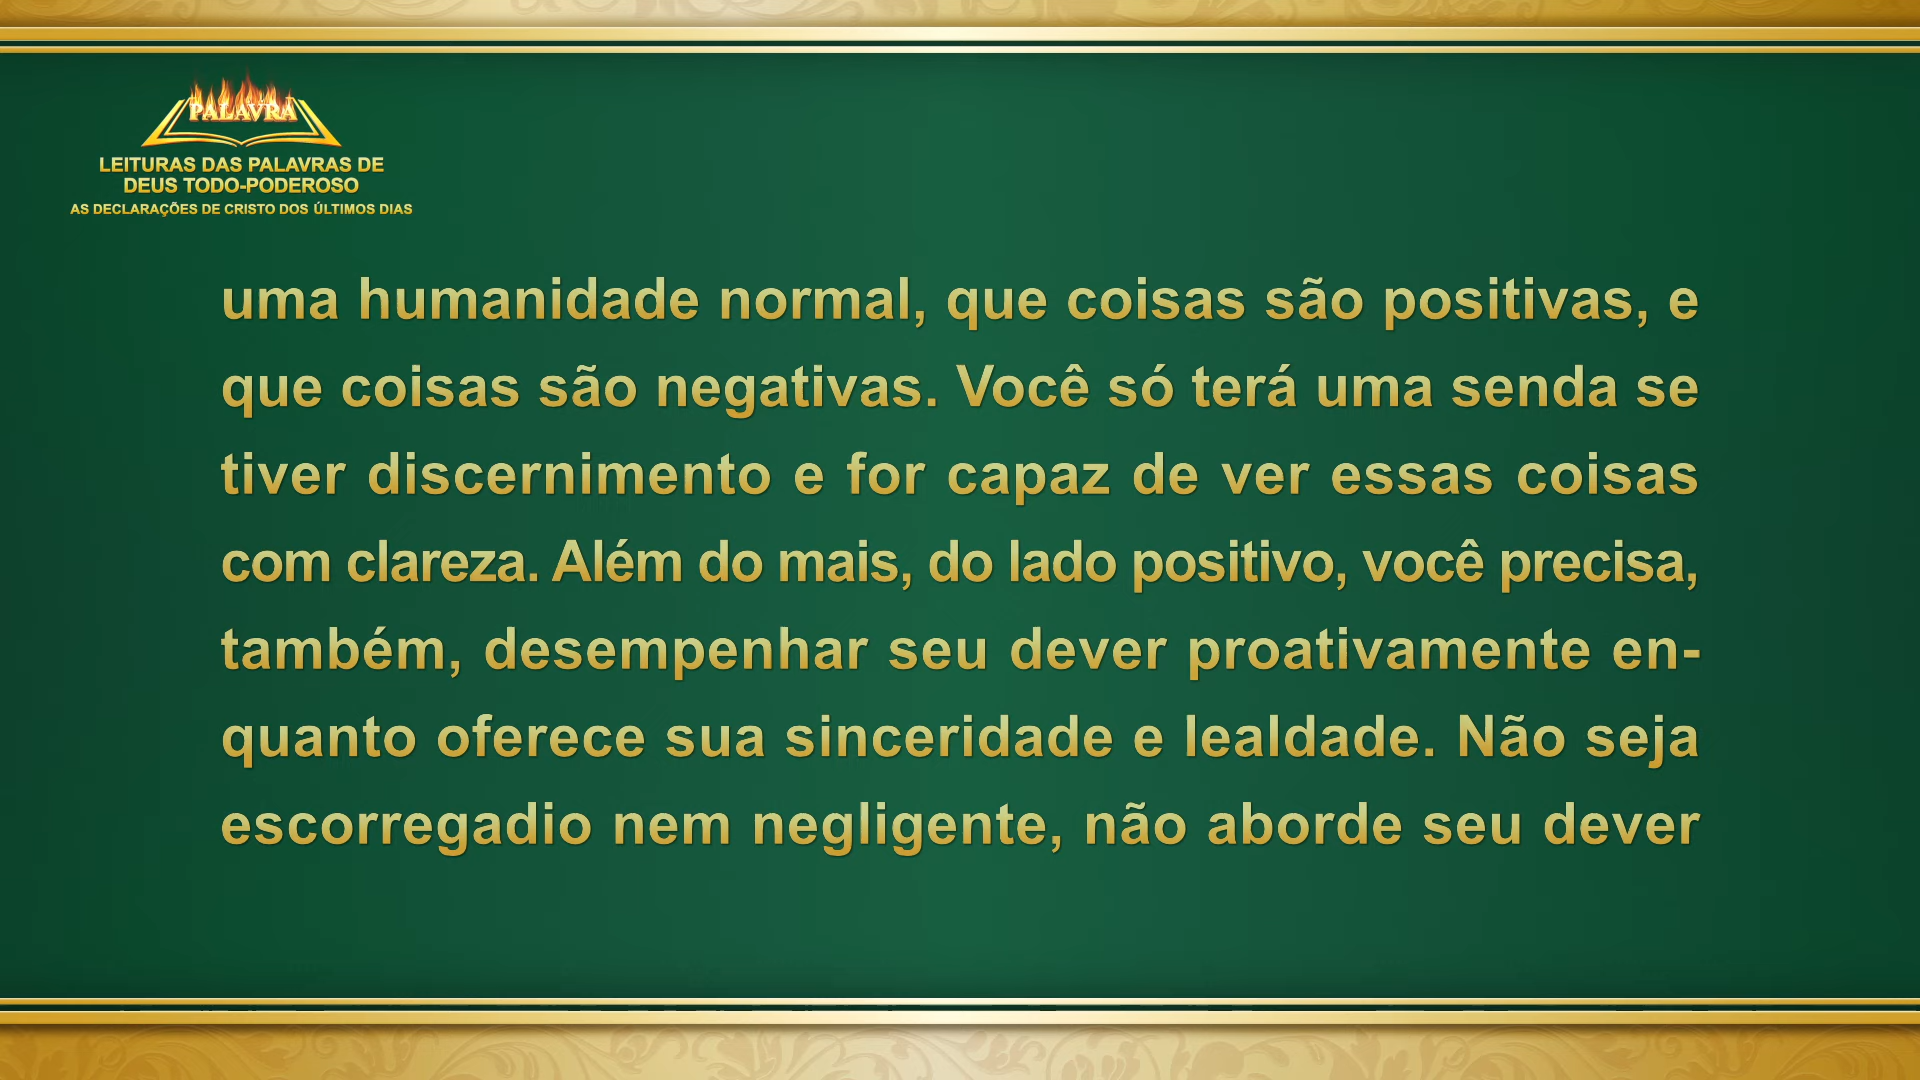 PALAVRA
LEITURAS DAS PALAVRAS DE
DEUS TODO-PODEROSO
AS DECLARAÇÕES DE CRISTO DOS ÚLTIMOS DIAS
uma humanidade normal, que coisas são positivas, e
que coisas são negativas. Você só terá uma senda se
tiver discernimento e for capaz de ver essas coisas
com clareza. Além do mais, do lado positivo, você precisa,
também, desempenhar seu dever proativamente en-
quanto oferece sua sinceridade e lealdade. Não seja
escorregadio nem negligente, não aborde seu dever